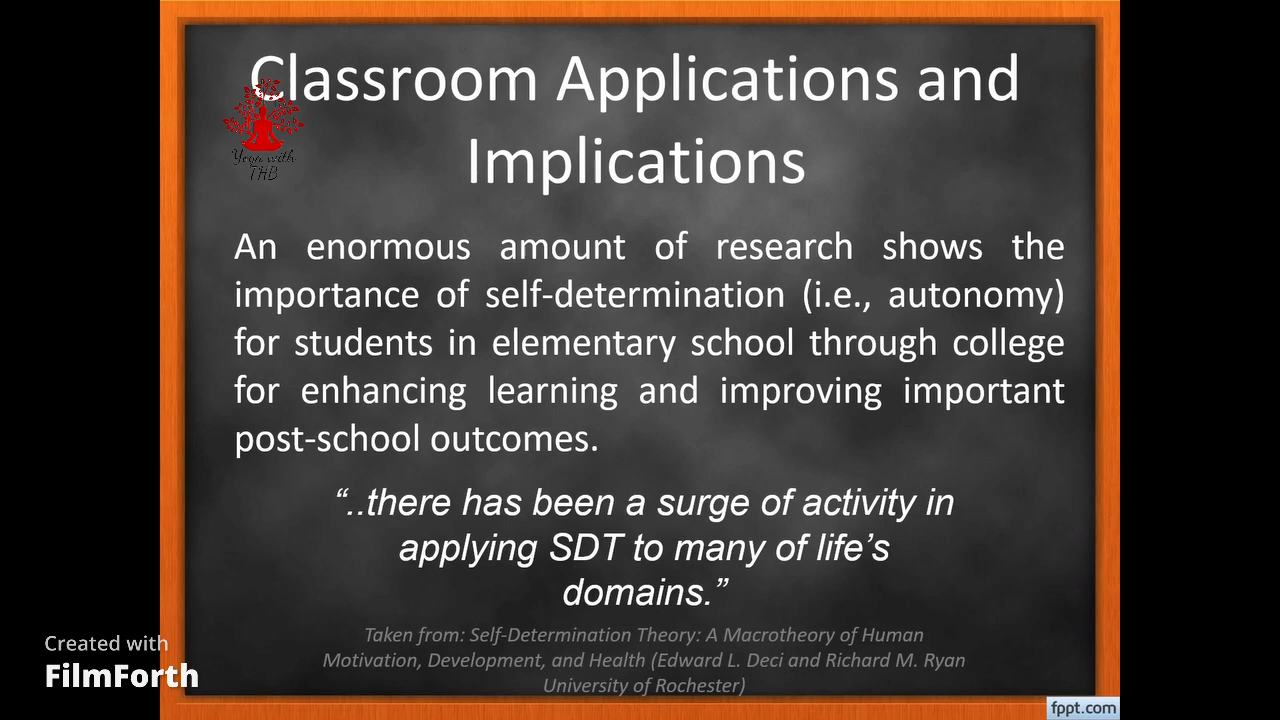 Classroom Applications and
Implications
Yoga with
THB
An enormous amount of research shows the
importance of self-determination (i.e., autonomy)
for students in elementary school through college
for enhancing learning and improving important
post-school outcomes.
“..there has been a surge of activity in
applying SDT to many of life’s
domains.”
Taken from: Self-Determination Theory: A Macrotheory of Human
Motivation, Development, and Health (Edward L. Deci and Richard M. Ryan
University of Rochester)
Created with
FilmForth
fppt.com